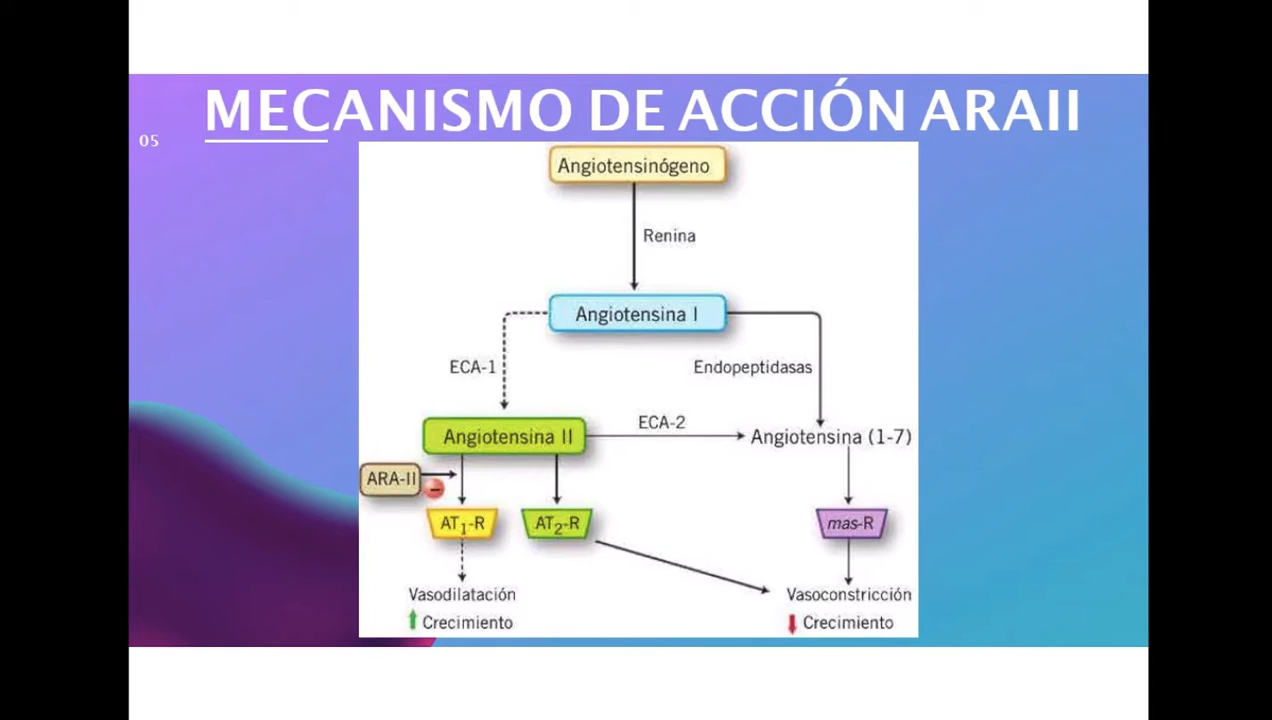 MECANISMO DE ACCIÓN ARAII
05
Angiotensinógeno
Renina
Angiotensina I
ECA-1
Endopeptidasas
Angiotensina II
ECA-2
Angiotensina (1-7)
ARA-II
−
AT₁-R
AT₂-R
mas-R
Vasodilatación
Crecimiento
Vasoconstricción
Crecimiento